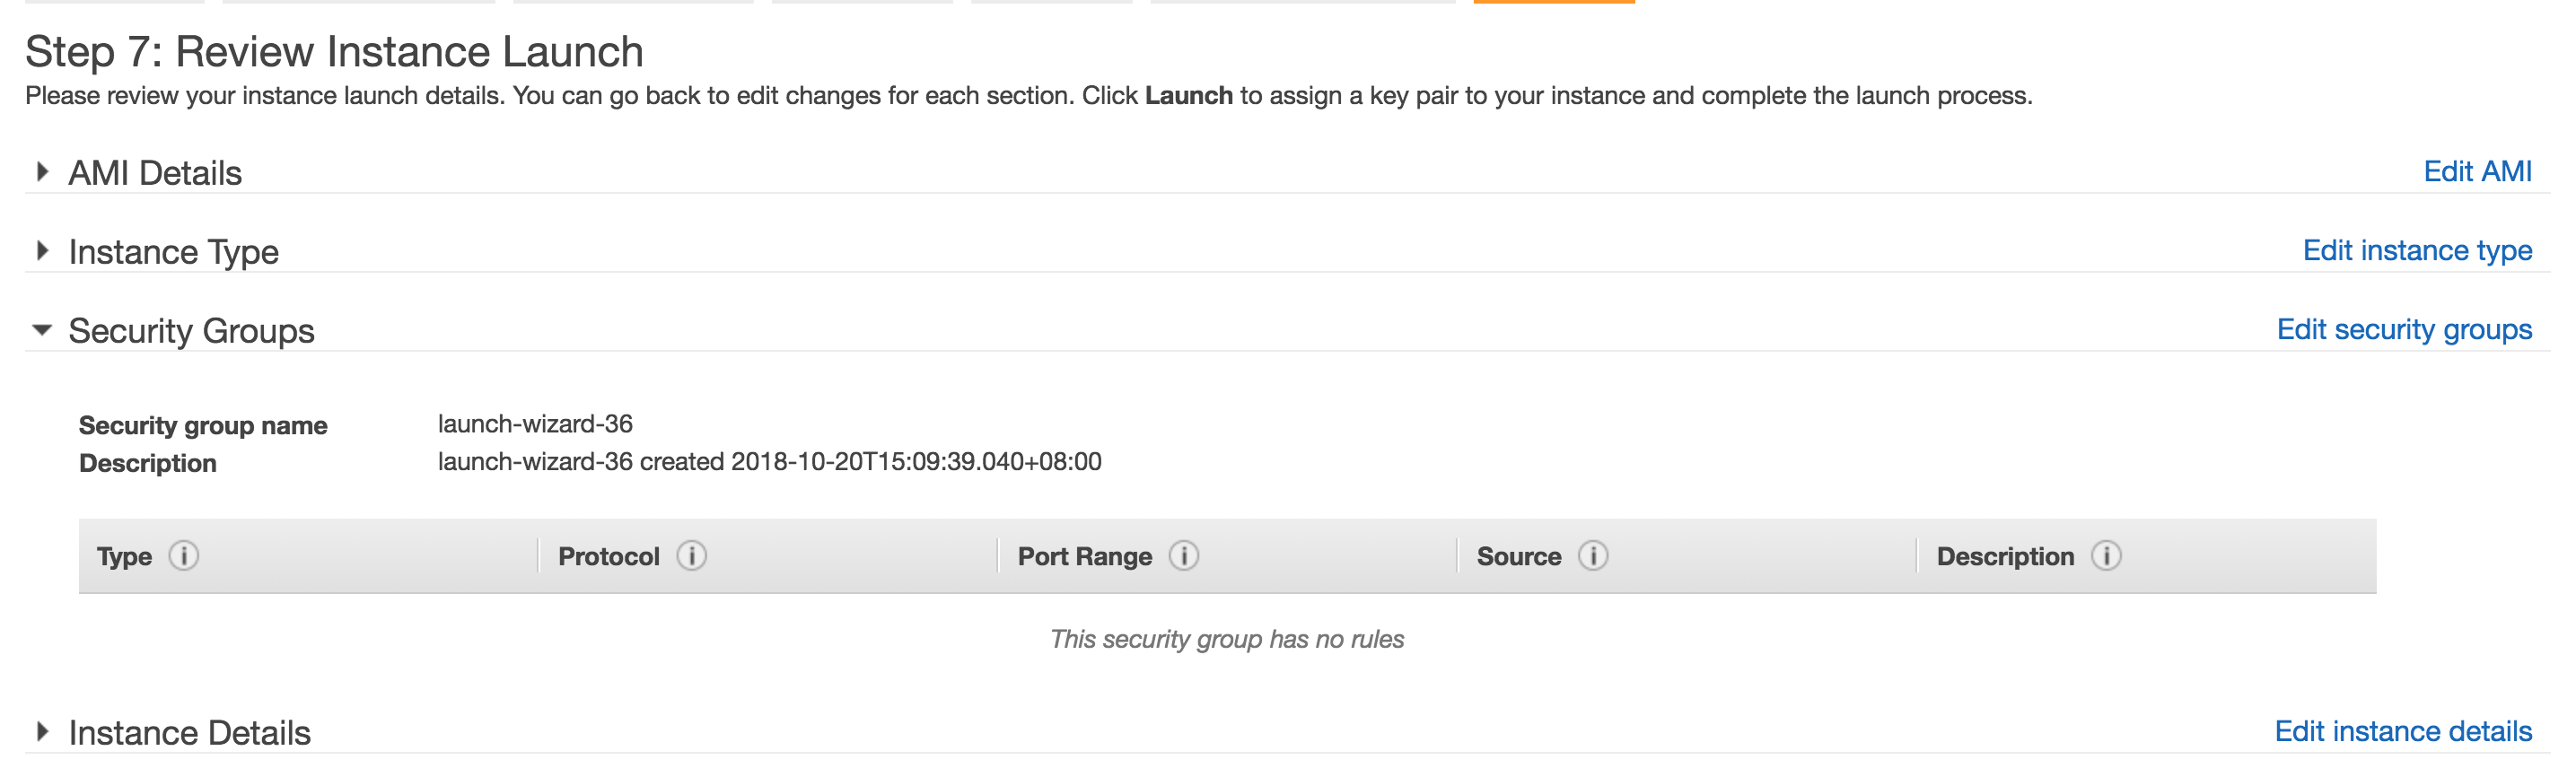 Step 7: Review Instance Launch
Please review your instance launch details. You can go back to edit changes for each section. Click Launch to assign a key pair to your instance and complete the launch process.
AMI Details Edit AMI
Instance Type Edit instance type
Security Groups Edit security groups
Security group name launch-wizard-36
Description launch-wizard-36 created 2018-10-20T15:09:39.040+08:00
Type Protocol Port Range Source Description
This security group has no rules
Instance Details Edit instance details